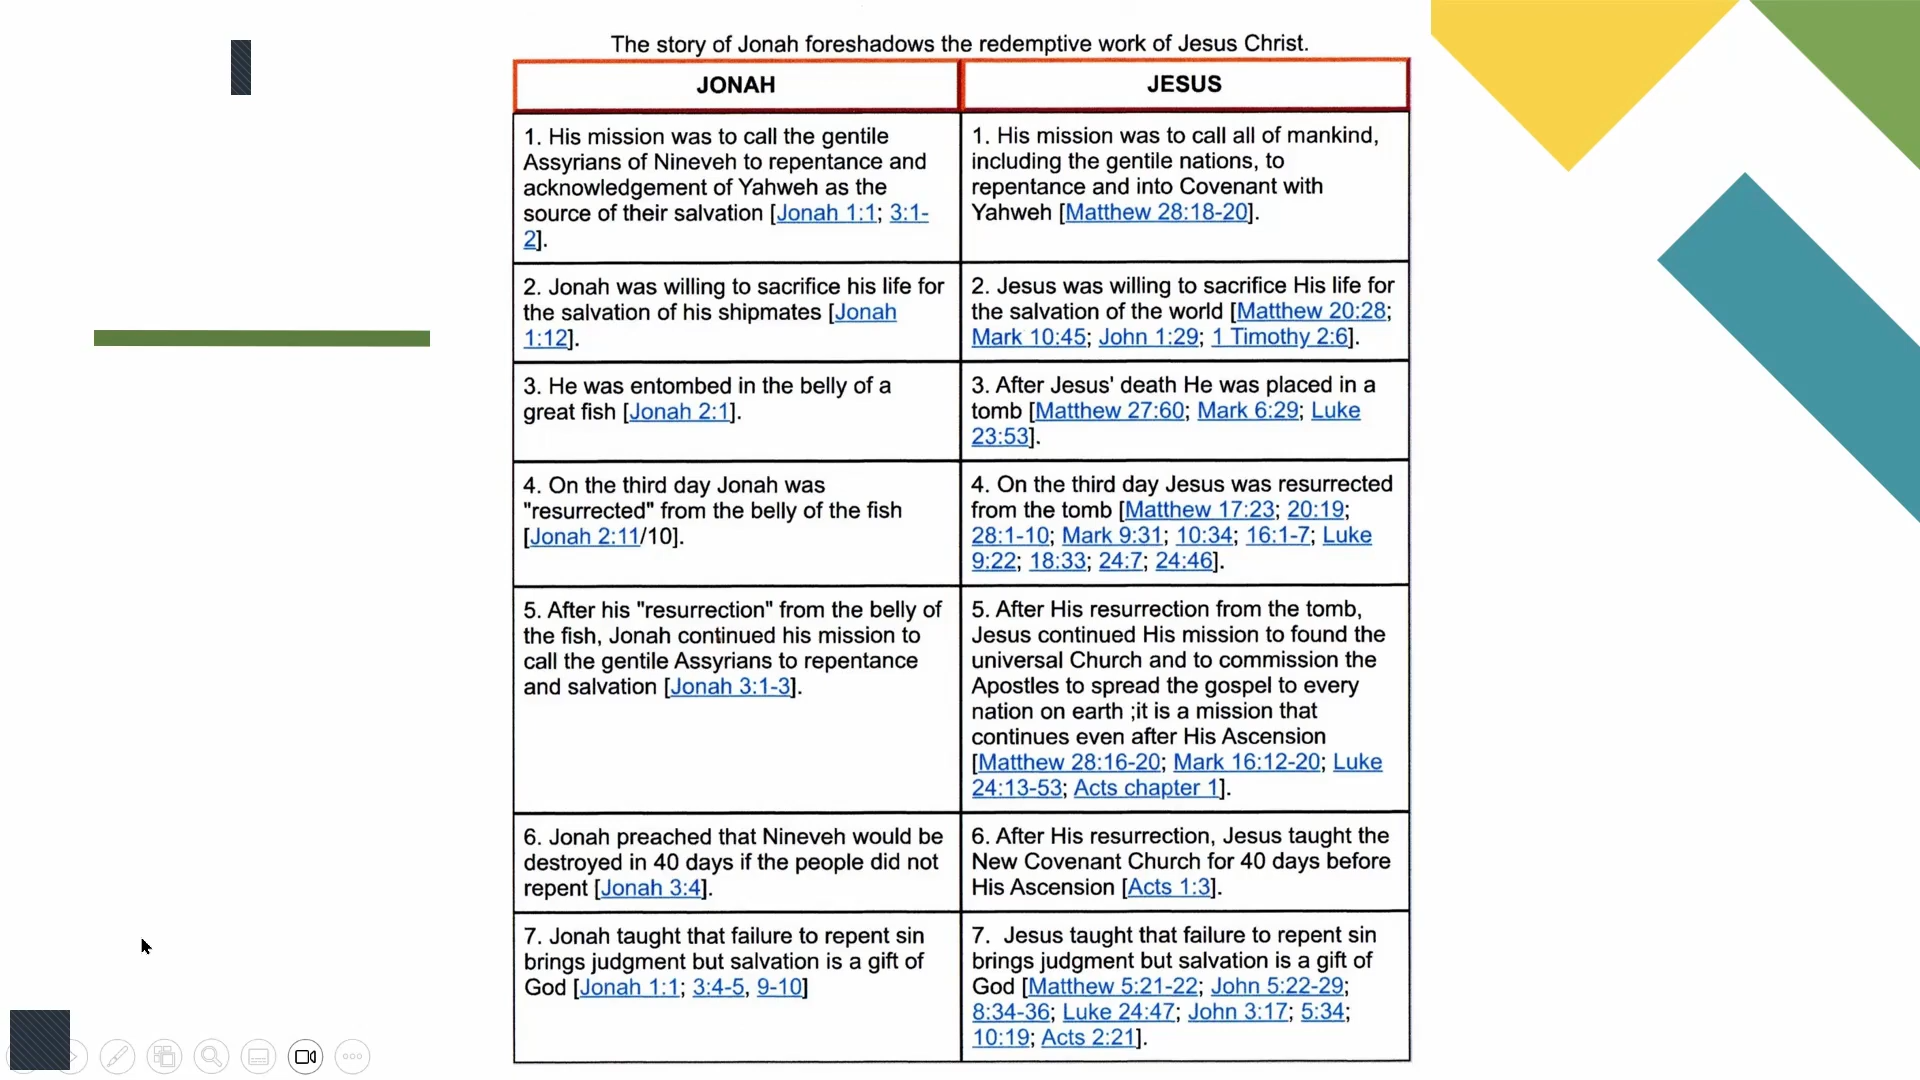 The story of Jonah foreshadows the redemptive work of Jesus Christ.
JONAH
JESUS
1. His mission was to call the gentile
Assyrians of Nineveh to repentance and
acknowledgement of Yahweh as the
source of their salvation [Jonah 1:1; 3:1-
2].
1. His mission was to call all of mankind,
including the gentile nations, to
repentance and into Covenant with
Yahweh [Matthew 28:18-20].
2. Jonah was willing to sacrifice his life for
the salvation of his shipmates [Jonah
1:12].
2. Jesus was willing to sacrifice His life for
the salvation of the world [Matthew 20:28;
Mark 10:45; John 1:29; 1 Timothy 2:6].
3. He was entombed in the belly of a
great fish [Jonah 2:1].
3. After Jesus' death He was placed in a
tomb [Matthew 27:60; Mark 6:29; Luke
23:53].
4. On the third day Jonah was
"resurrected" from the belly of the fish
[Jonah 2:11/10].
4. On the third day Jesus was resurrected
from the tomb [Matthew 17:23; 20:19;
28:1-10; Mark 9:31; 10:34; 16:1-7; Luke
9:22; 18:33; 24:7; 24:46].
5. After his "resurrection" from the belly of
the fish, Jonah continued his mission to
call the gentile Assyrians to repentance
and salvation [Jonah 3:1-3].
5. After His resurrection from the tomb,
Jesus continued His mission to found the
universal Church and to commission the
Apostles to spread the gospel to every
nation on earth ;it is a mission that
continues even after His Ascension
[Matthew 28:16-20; Mark 16:12-20; Luke
24:13-53; Acts chapter 1].
6. Jonah preached that Nineveh would be
destroyed in 40 days if the people did not
repent [Jonah 3:4].
6. After His resurrection, Jesus taught the
New Covenant Church for 40 days before
His Ascension [Acts 1:3].
7. Jonah taught that failure to repent sin
brings judgment but salvation is a gift of
God [Jonah 1:1; 3:4-5, 9-10]
7.  Jesus taught that failure to repent sin
brings judgment but salvation is a gift of
God [Matthew 5:21-22; John 5:22-29;
8:34-36; Luke 24:47; John 3:17; 5:34;
10:19; Acts 2:21].